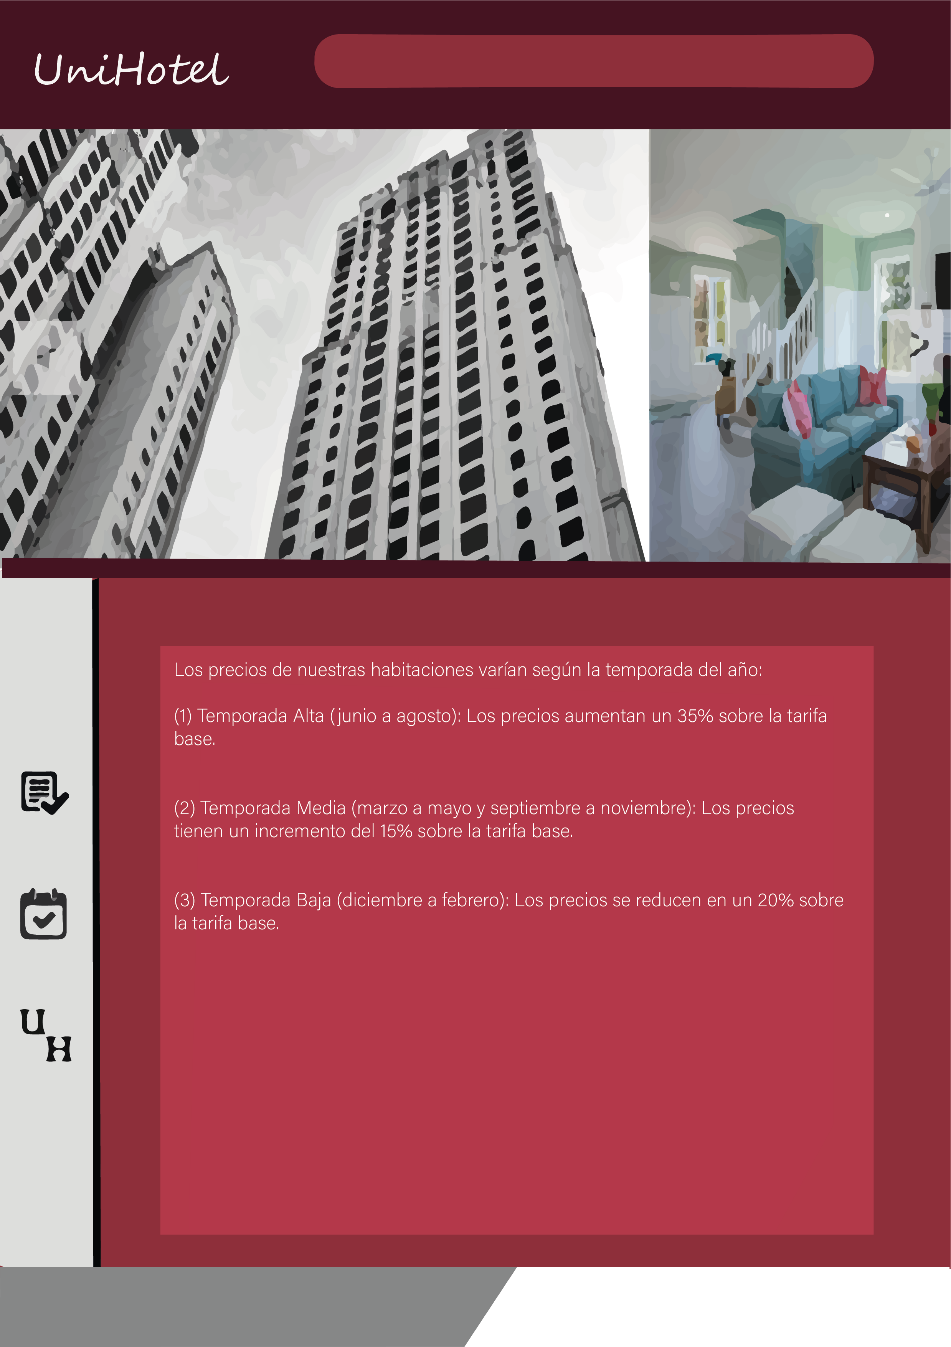 UniHotel
Los precios de nuestras habitaciones varían según la temporada del año:
(1) Temporada Alta (junio a agosto): Los precios aumentan un 35% sobre la tarifa
base.
(2) Temporada Media (marzo a mayo y septiembre a noviembre): Los precios
tienen un incremento del 15% sobre la tarifa base.
(3) Temporada Baja (diciembre a febrero): Los precios se reducen en un 20% sobre
la tarifa base.
U
H